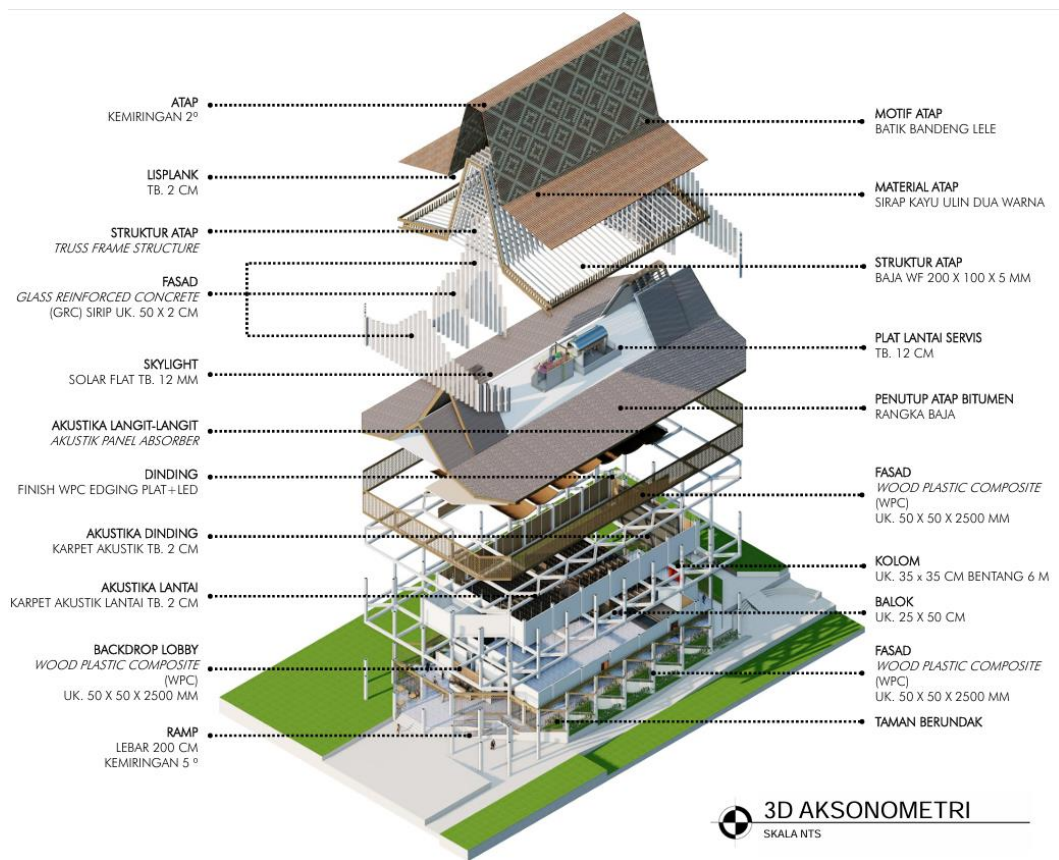 ATAP
KEMIRINGAN 2º
LISPLANK
TB. 2 CM
STRUKTUR ATAP
TRUSS FRAME STRUCTURE
FASAD
GLASS REINFORCED CONCRETE
(GRC) SIRIP UK. 50 X 2 CM
SKYLIGHT
SOLAR FLAT TB. 12 MM
AKUSTIKA LANGIT-LANGIT
AKUSTIK PANEL ABSORBER
DINDING
FINISH WPC EDGING PLAT+LED
AKUSTIKA DINDING
KARPET AKUSTIK TB. 2 CM
AKUSTIKA LANTAI
KARPET AKUSTIK LANTAI TB. 2 CM
BACKDROP LOBBY
WOOD PLASTIC COMPOSITE
(WPC)
UK. 50 X 50 X 2500 MM
RAMP
LEBAR 200 CM
KEMIRINGAN 5 º
MOTIF ATAP
BATIK BANDENG LELE
MATERIAL ATAP
SIRAP KAYU ULIN DUA WARNA
STRUKTUR ATAP
BAJA WF 200 X 100 X 5 MM
PLAT LANTAI SERVIS
TB. 12 CM
PENUTUP ATAP BITUMEN
RANGKA BAJA
FASAD
WOOD PLASTIC COMPOSITE
(WPC)
UK. 50 X 50 X 2500 MM
KOLOM
UK. 35 x 35 CM BENTANG 6 M
BALOK
UK. 25 X 50 CM
FASAD
WOOD PLASTIC COMPOSITE
(WPC)
UK. 50 X 50 X 2500 MM
TAMAN BERUNDAK
3D AKSONOMETRI
SKALA NTS